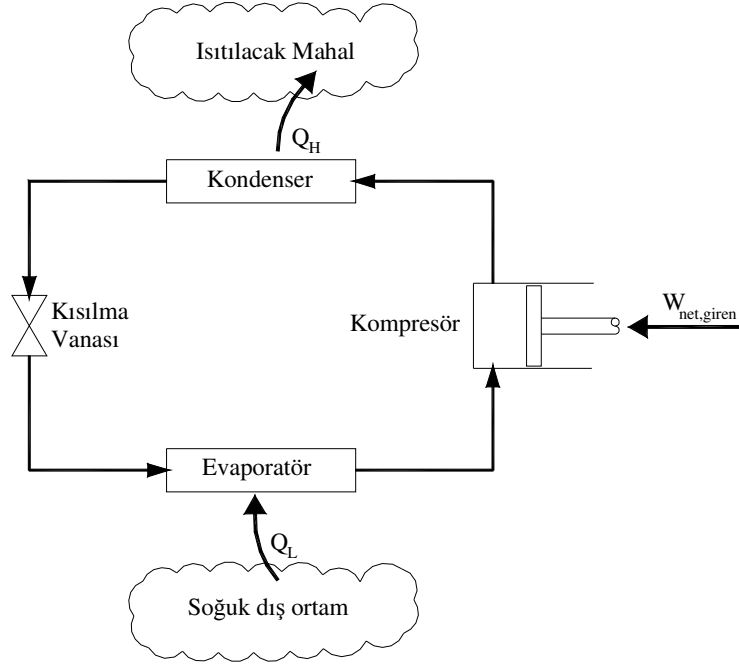 Isıtılacak Mahal
Q_H
Kondenser
Kısılma
Vanası
Kompresör
W_net,giren
Evaporatör
Q_L
Soğuk dış ortam